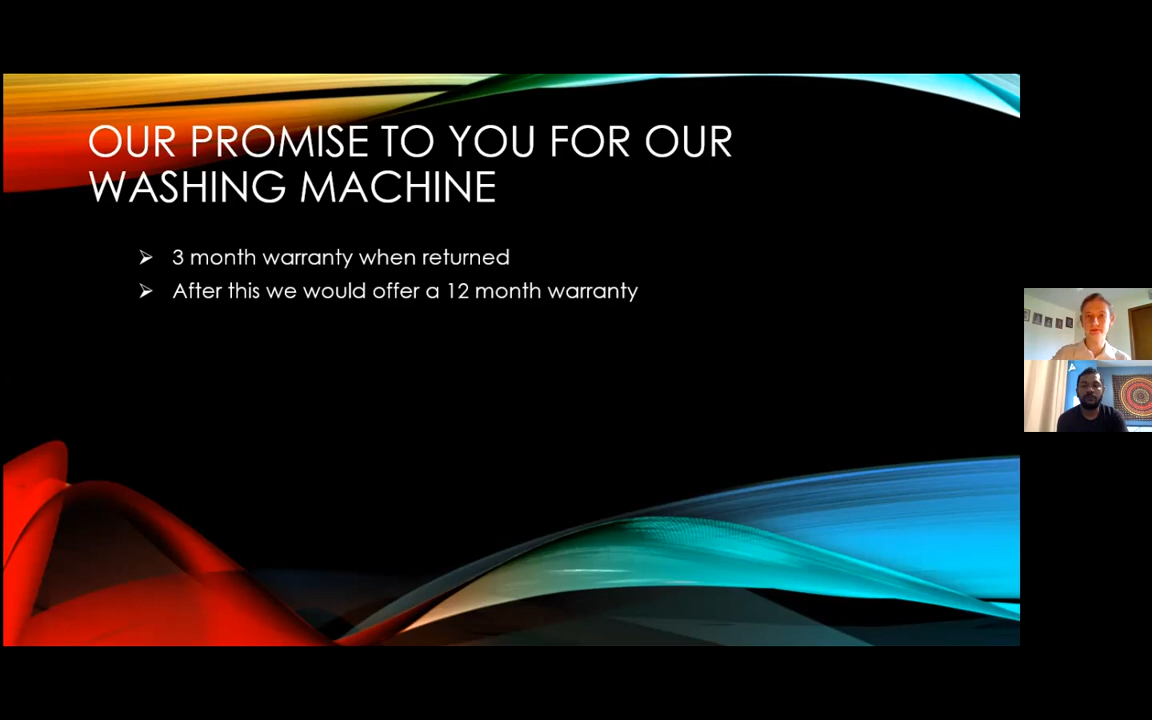 OUR PROMISE TO YOU FOR OUR
WASHING MACHINE
3 month warranty when returned
After this we would offer a 12 month warranty